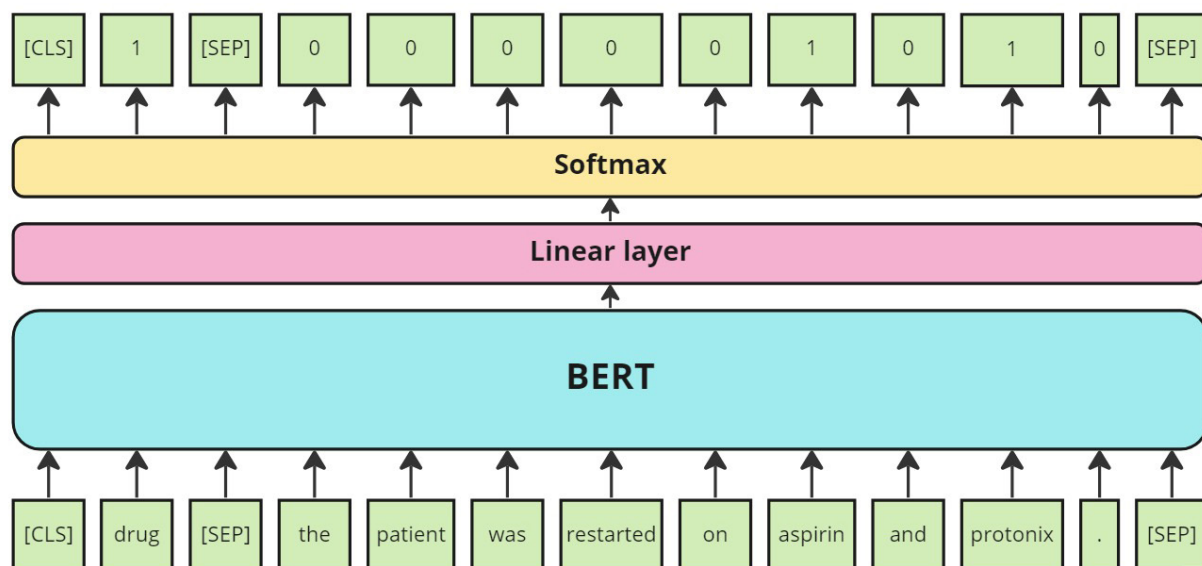 [CLS] 1 [SEP] 0 0 0 0 0 1 0 1 0 [SEP]
Softmax
Linear layer
BERT
[CLS] drug [SEP] the patient was restarted on aspirin and protonix . [SEP]